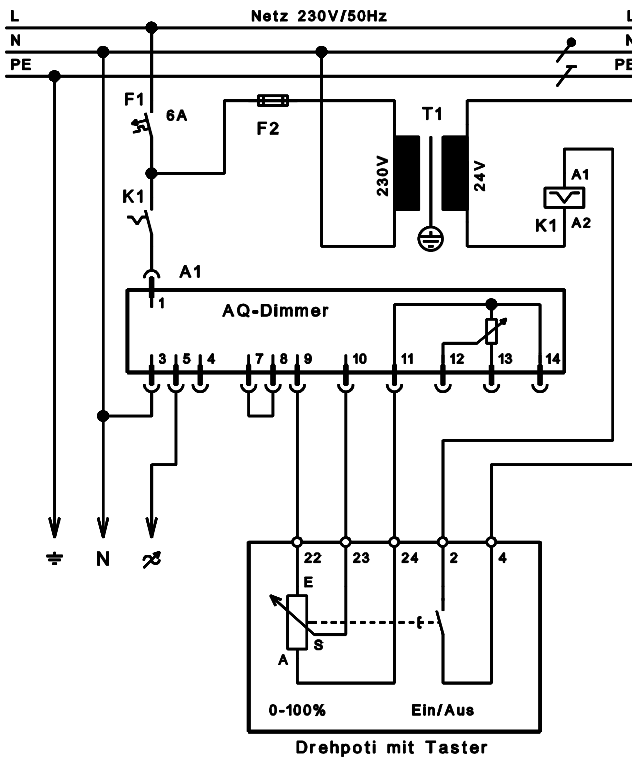 L Netz 230V/50Hz L
N N
PE PE
F1 6A
F2
T1
230V 24V
K1
A1
K1 A2
A1
1
AQ-Dimmer
3 5 4 7 8 9 10 11 12 13 14
N
22 23 24 2 4
E
S
A
0-100% Ein/Aus
Drehpoti mit Taster